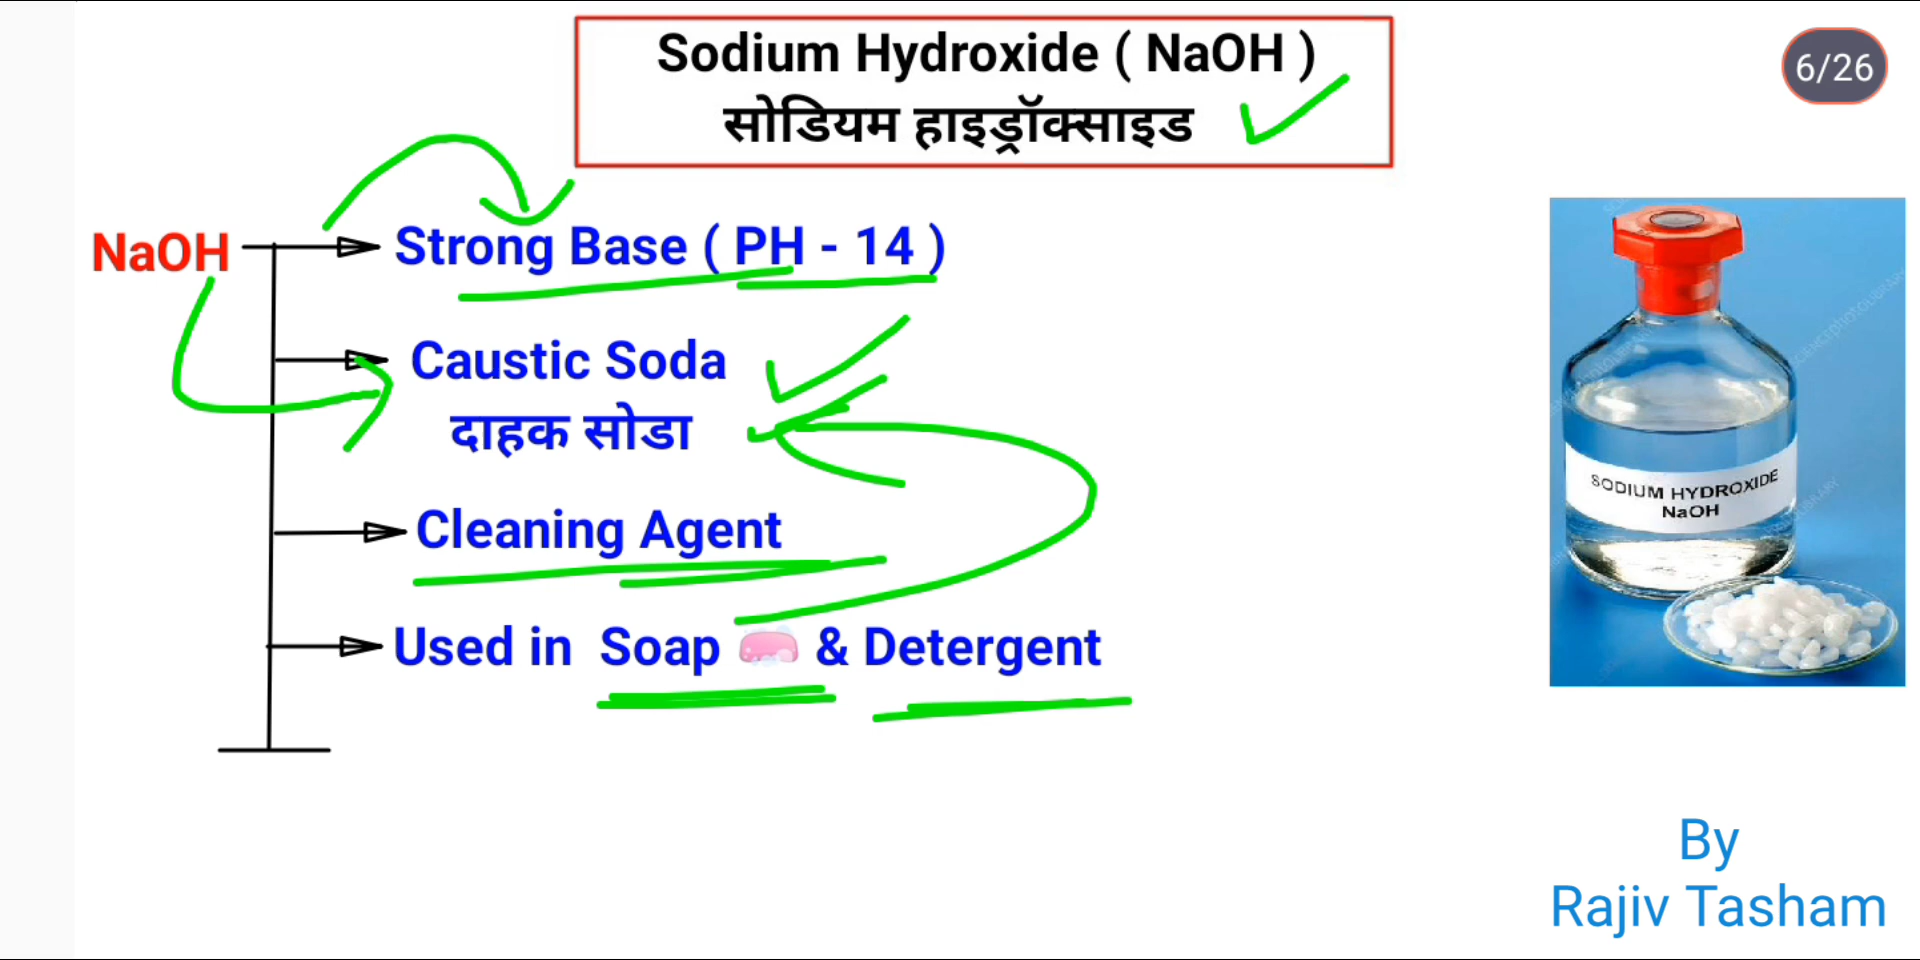 Sodium Hydroxide ( NaOH )
सोडियम हाइड्रॉक्साइड
6/26
NaOH
Strong Base ( PH - 14 )
Caustic Soda
दाहक सोडा
Cleaning Agent
Used in Soap 🧼 & Detergent
SODIUM HYDROXIDE
NaOH
By
Rajiv Tasham